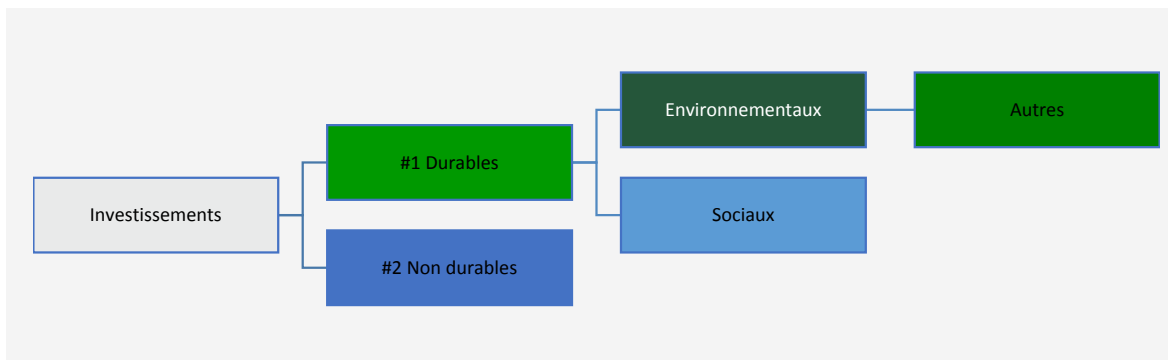 Environnementaux
Autres
#1 Durables
Investissements
Sociaux
#2 Non durables